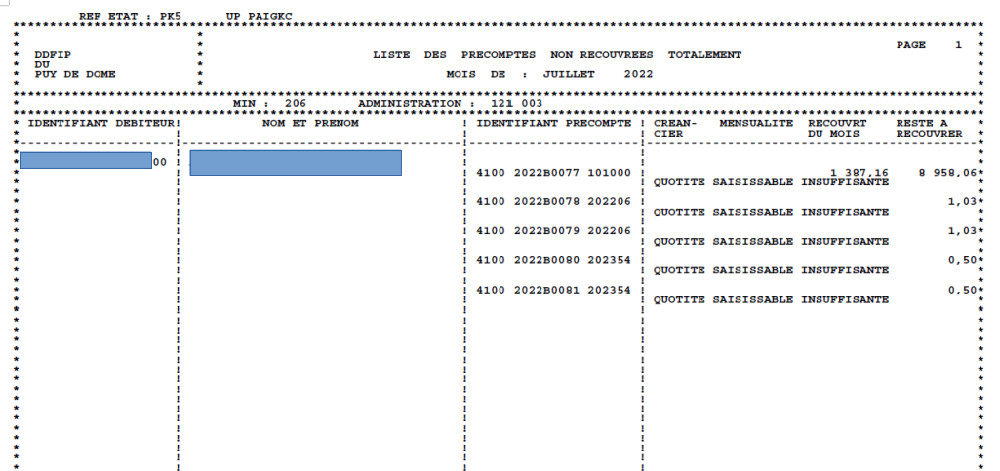 REF ETAT : PK5 UP PAIGKC
PAGE 1
DDFIP LISTE DES PRECOMPTES NON RECOUVREES TOTALEMENT
DU
PUY DE DOME MOIS DE : JUILLET 2022
MIN : 206 ADMINISTRATION : 121 003
IDENTIFIANT DEBITEUR! NOM ET PRENOM ! IDENTIFIANT PRECOMPTE ! CREAN- MENSUALITE RECOUVRT RESTE A
CIER DU MOIS RECOUVRER
00
4100 2022B0077 101000 ! 1 387,16 8 958,06*
QUOTITE SAISISSABLE INSUFFISANTE
4100 2022B0078 202206 ! 1,03*
QUOTITE SAISISSABLE INSUFFISANTE
4100 2022B0079 202206 ! 1,03*
QUOTITE SAISISSABLE INSUFFISANTE
4100 2022B0080 202354 ! 0,50*
QUOTITE SAISISSABLE INSUFFISANTE
4100 2022B0081 202354 ! 0,50*
QUOTITE SAISISSABLE INSUFFISANTE